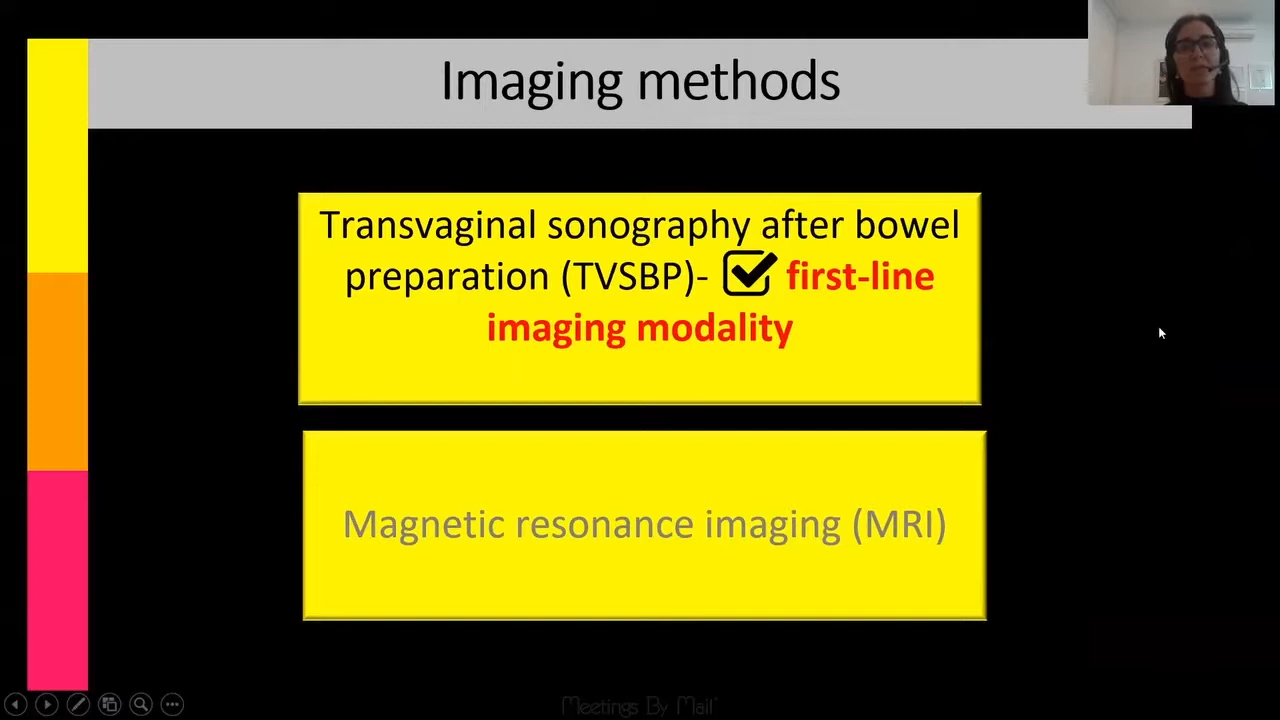 Imaging methods
Transvaginal sonography after bowel
preparation (TVSBP)- first-line
imaging modality
Magnetic resonance imaging (MRI)
Meetings By Mail